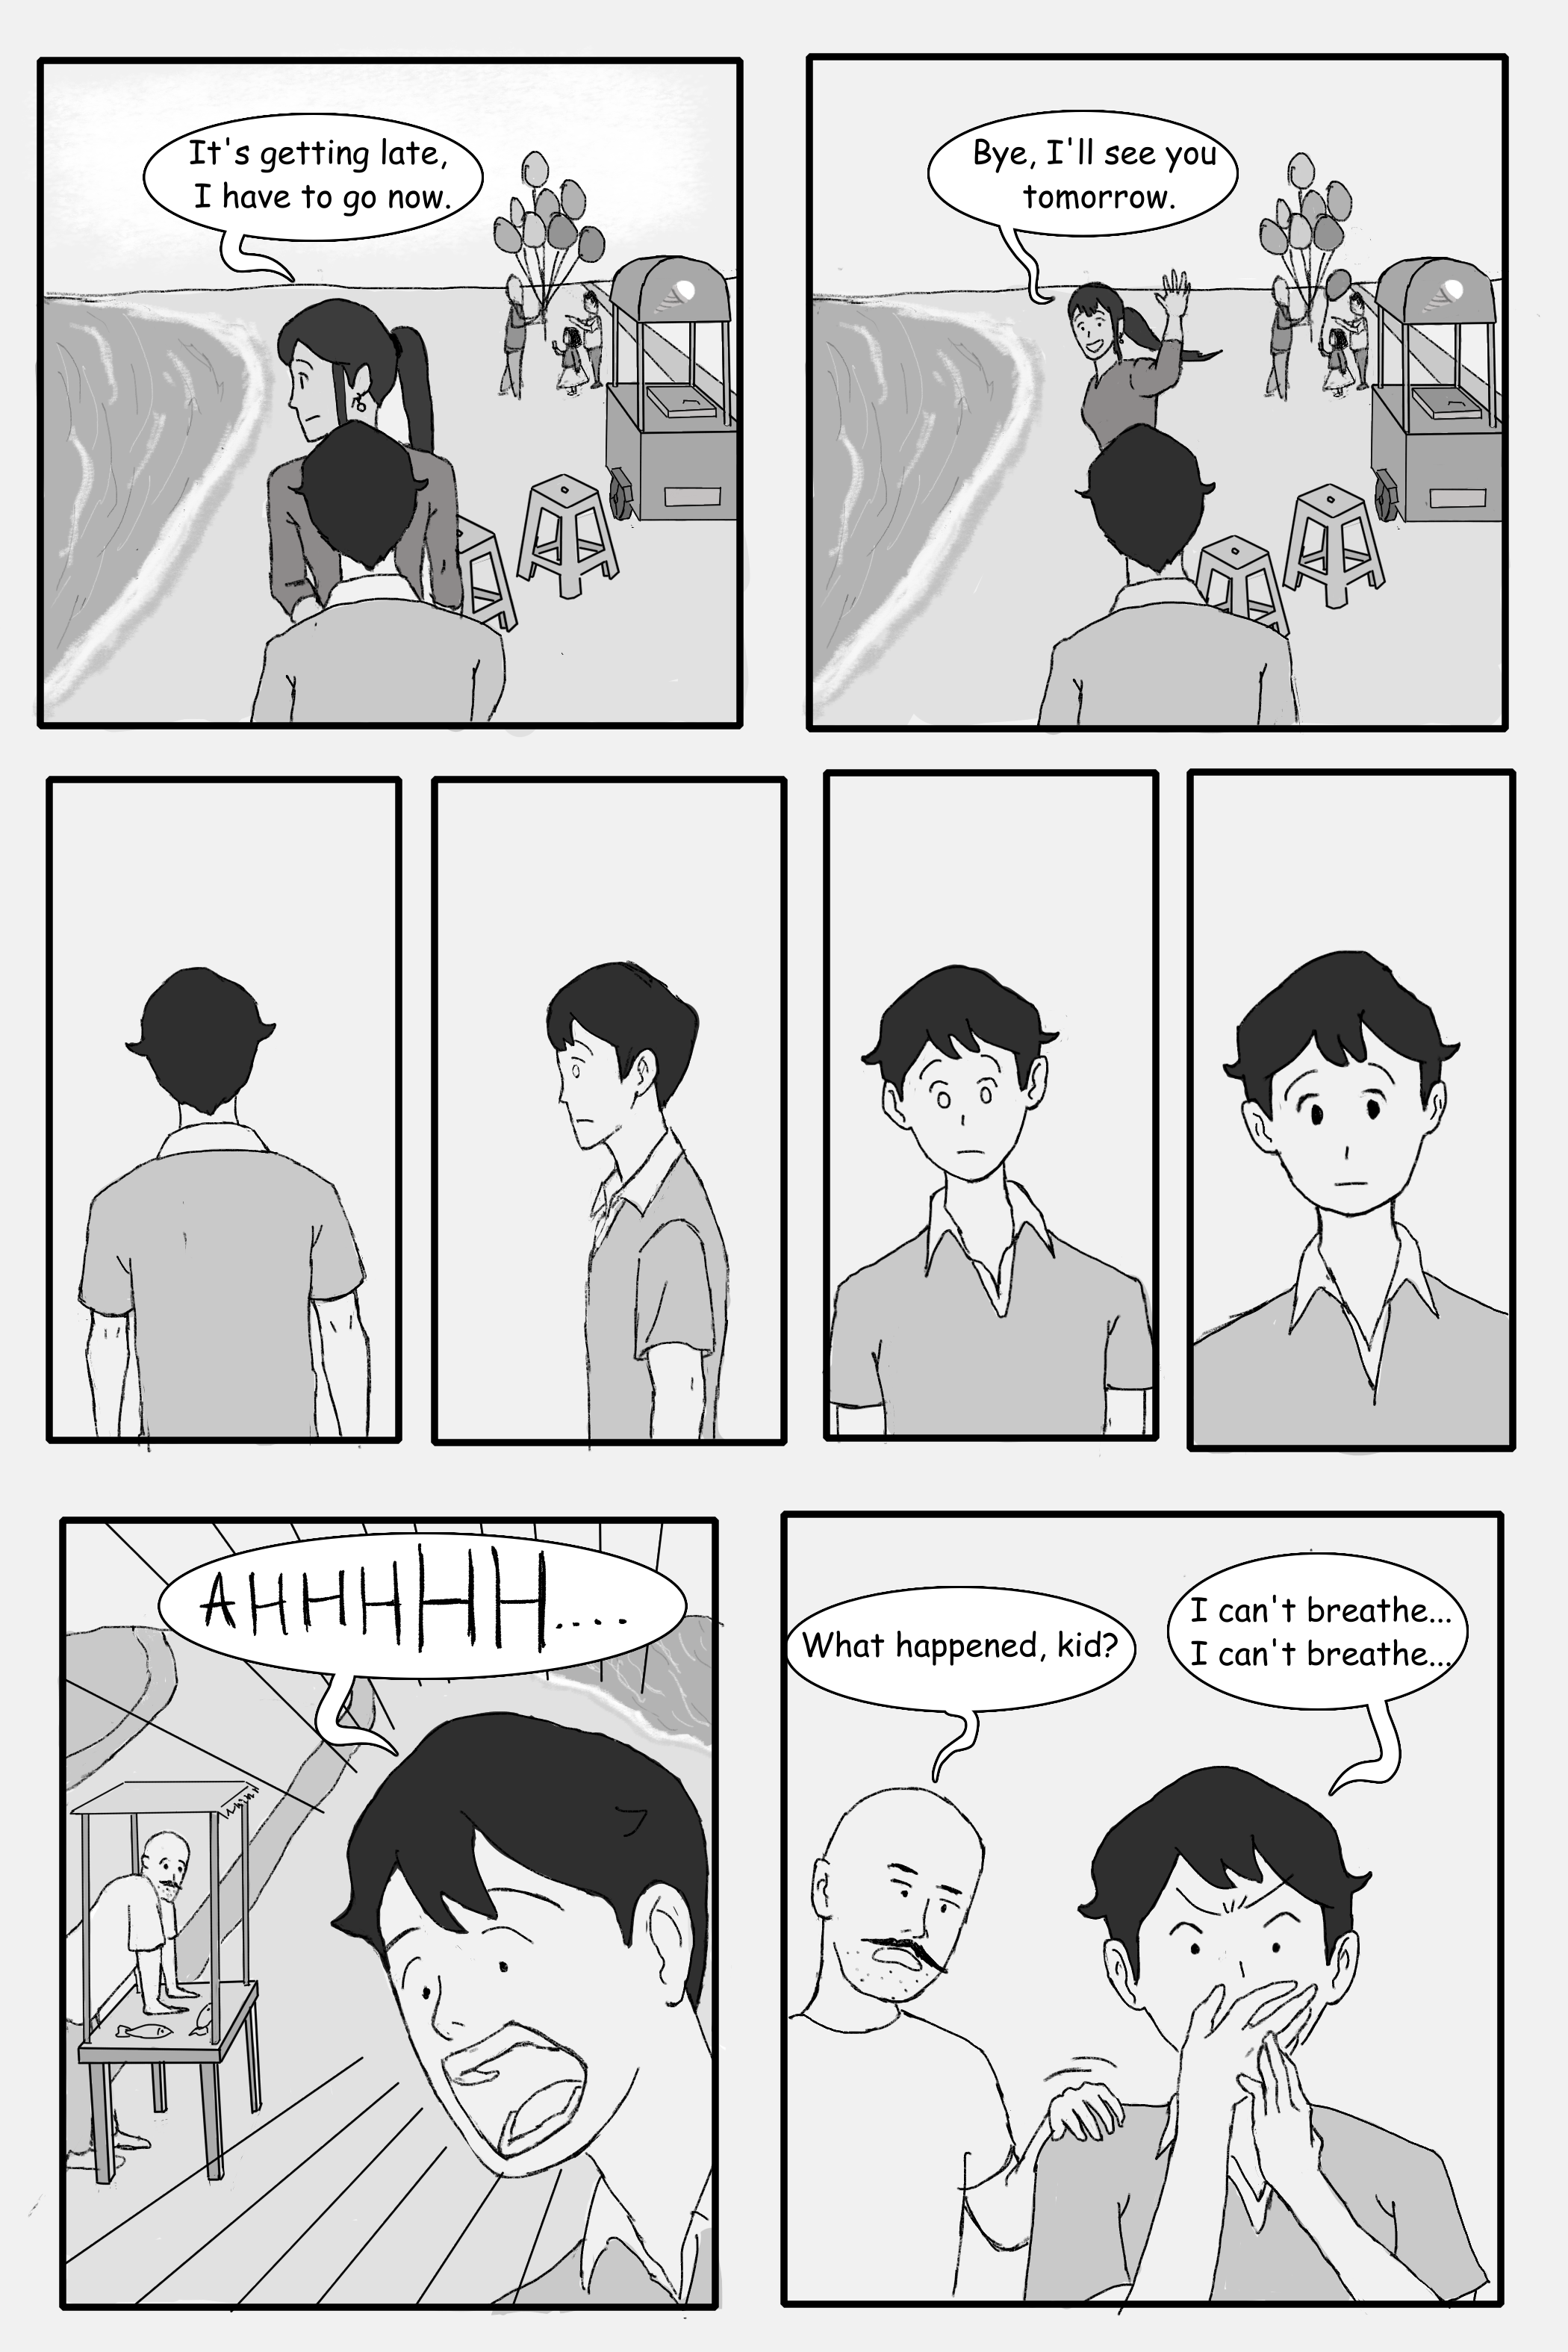 It's getting late,
I have to go now.
Bye, I'll see you
tomorrow.
AHHHHHH....
What happened, kid?
I can't breathe...
I can't breathe...